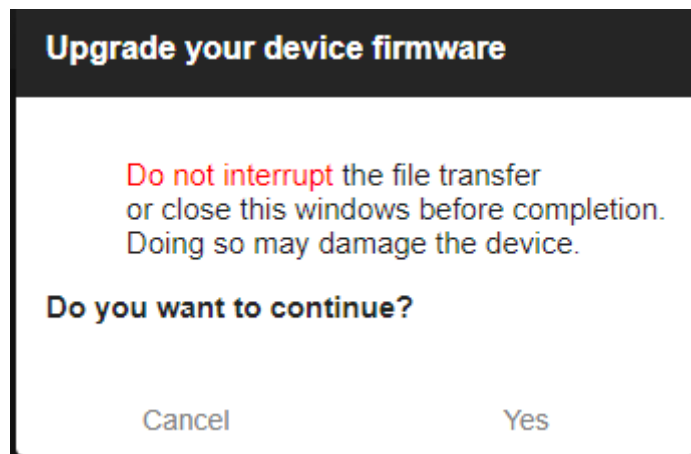 Upgrade your device firmware
Do not interrupt the file transfer
or close this windows before completion.
Doing so may damage the device.
Do you want to continue?
Cancel Yes